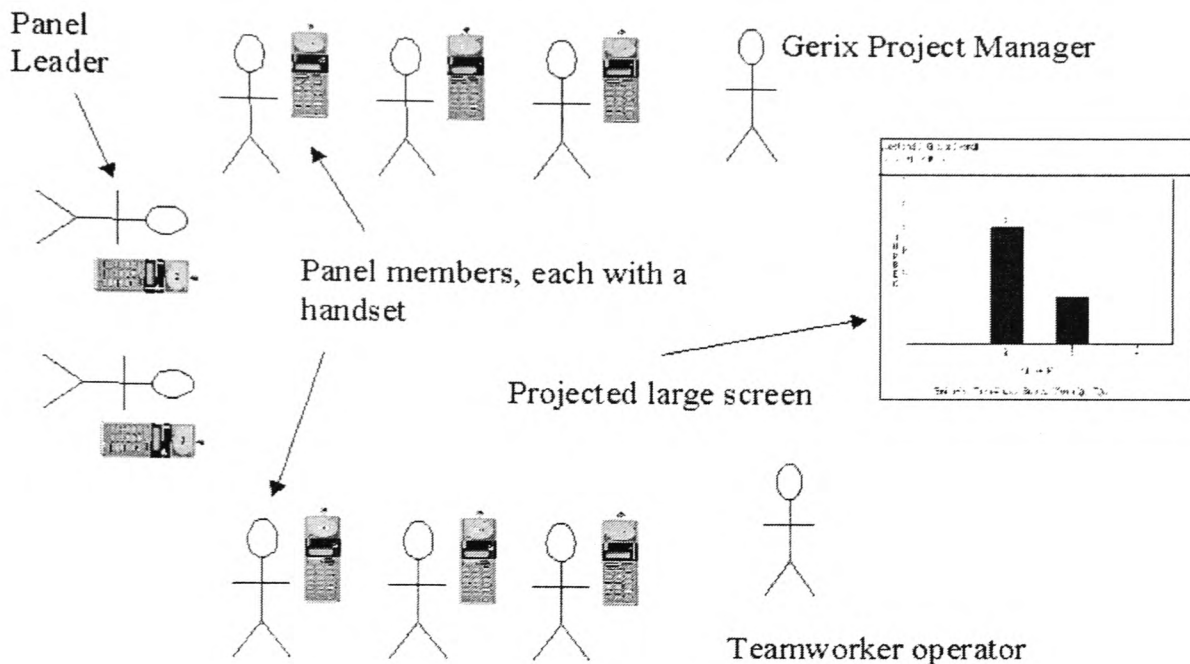 Panel
Leader
Gerix Project Manager
Panel members, each with a
handset
Projected large screen
Teamworker operator